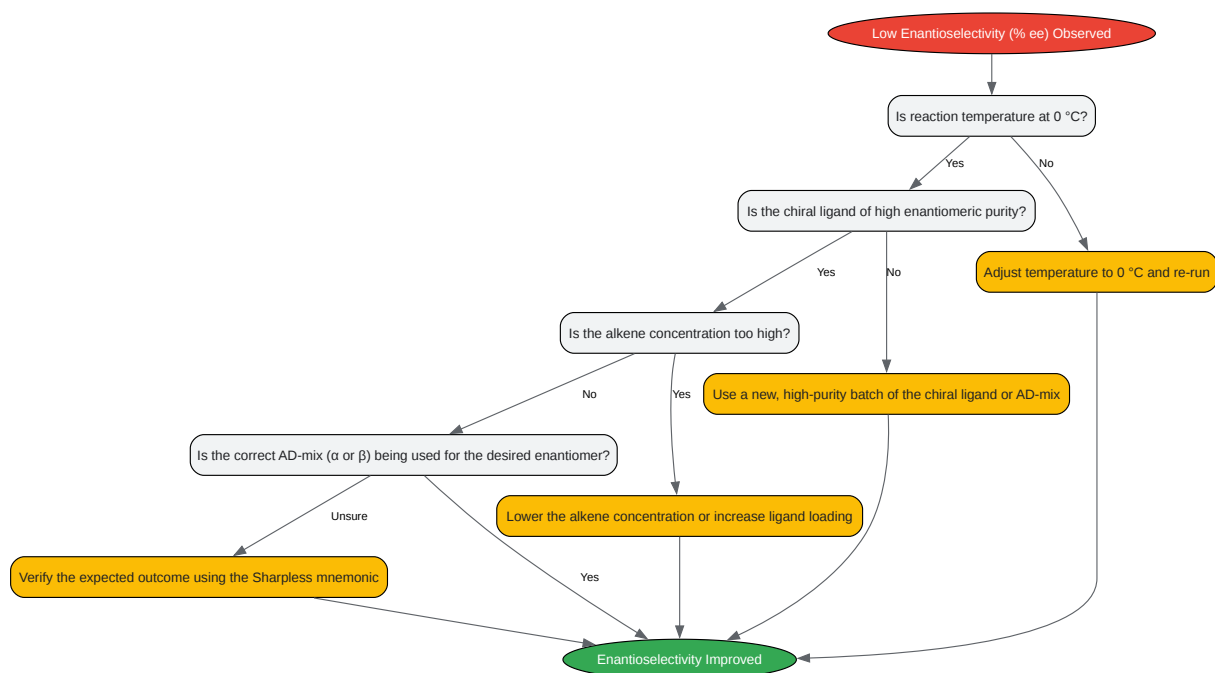 Low Enantioselectivity (% ee) Observed
Is reaction temperature at 0 °C?
Yes
No
Is the chiral ligand of high enantiomeric purity?
Yes
No
Adjust temperature to 0 °C and re-run
Is the alkene concentration too high?
No
Yes
Use a new, high-purity batch of the chiral ligand or AD-mix
Is the correct AD-mix (α or β) being used for the desired enantiomer?
Unsure
Lower the alkene concentration or increase ligand loading
Verify the expected outcome using the Sharpless mnemonic
Yes
Enantioselectivity Improved